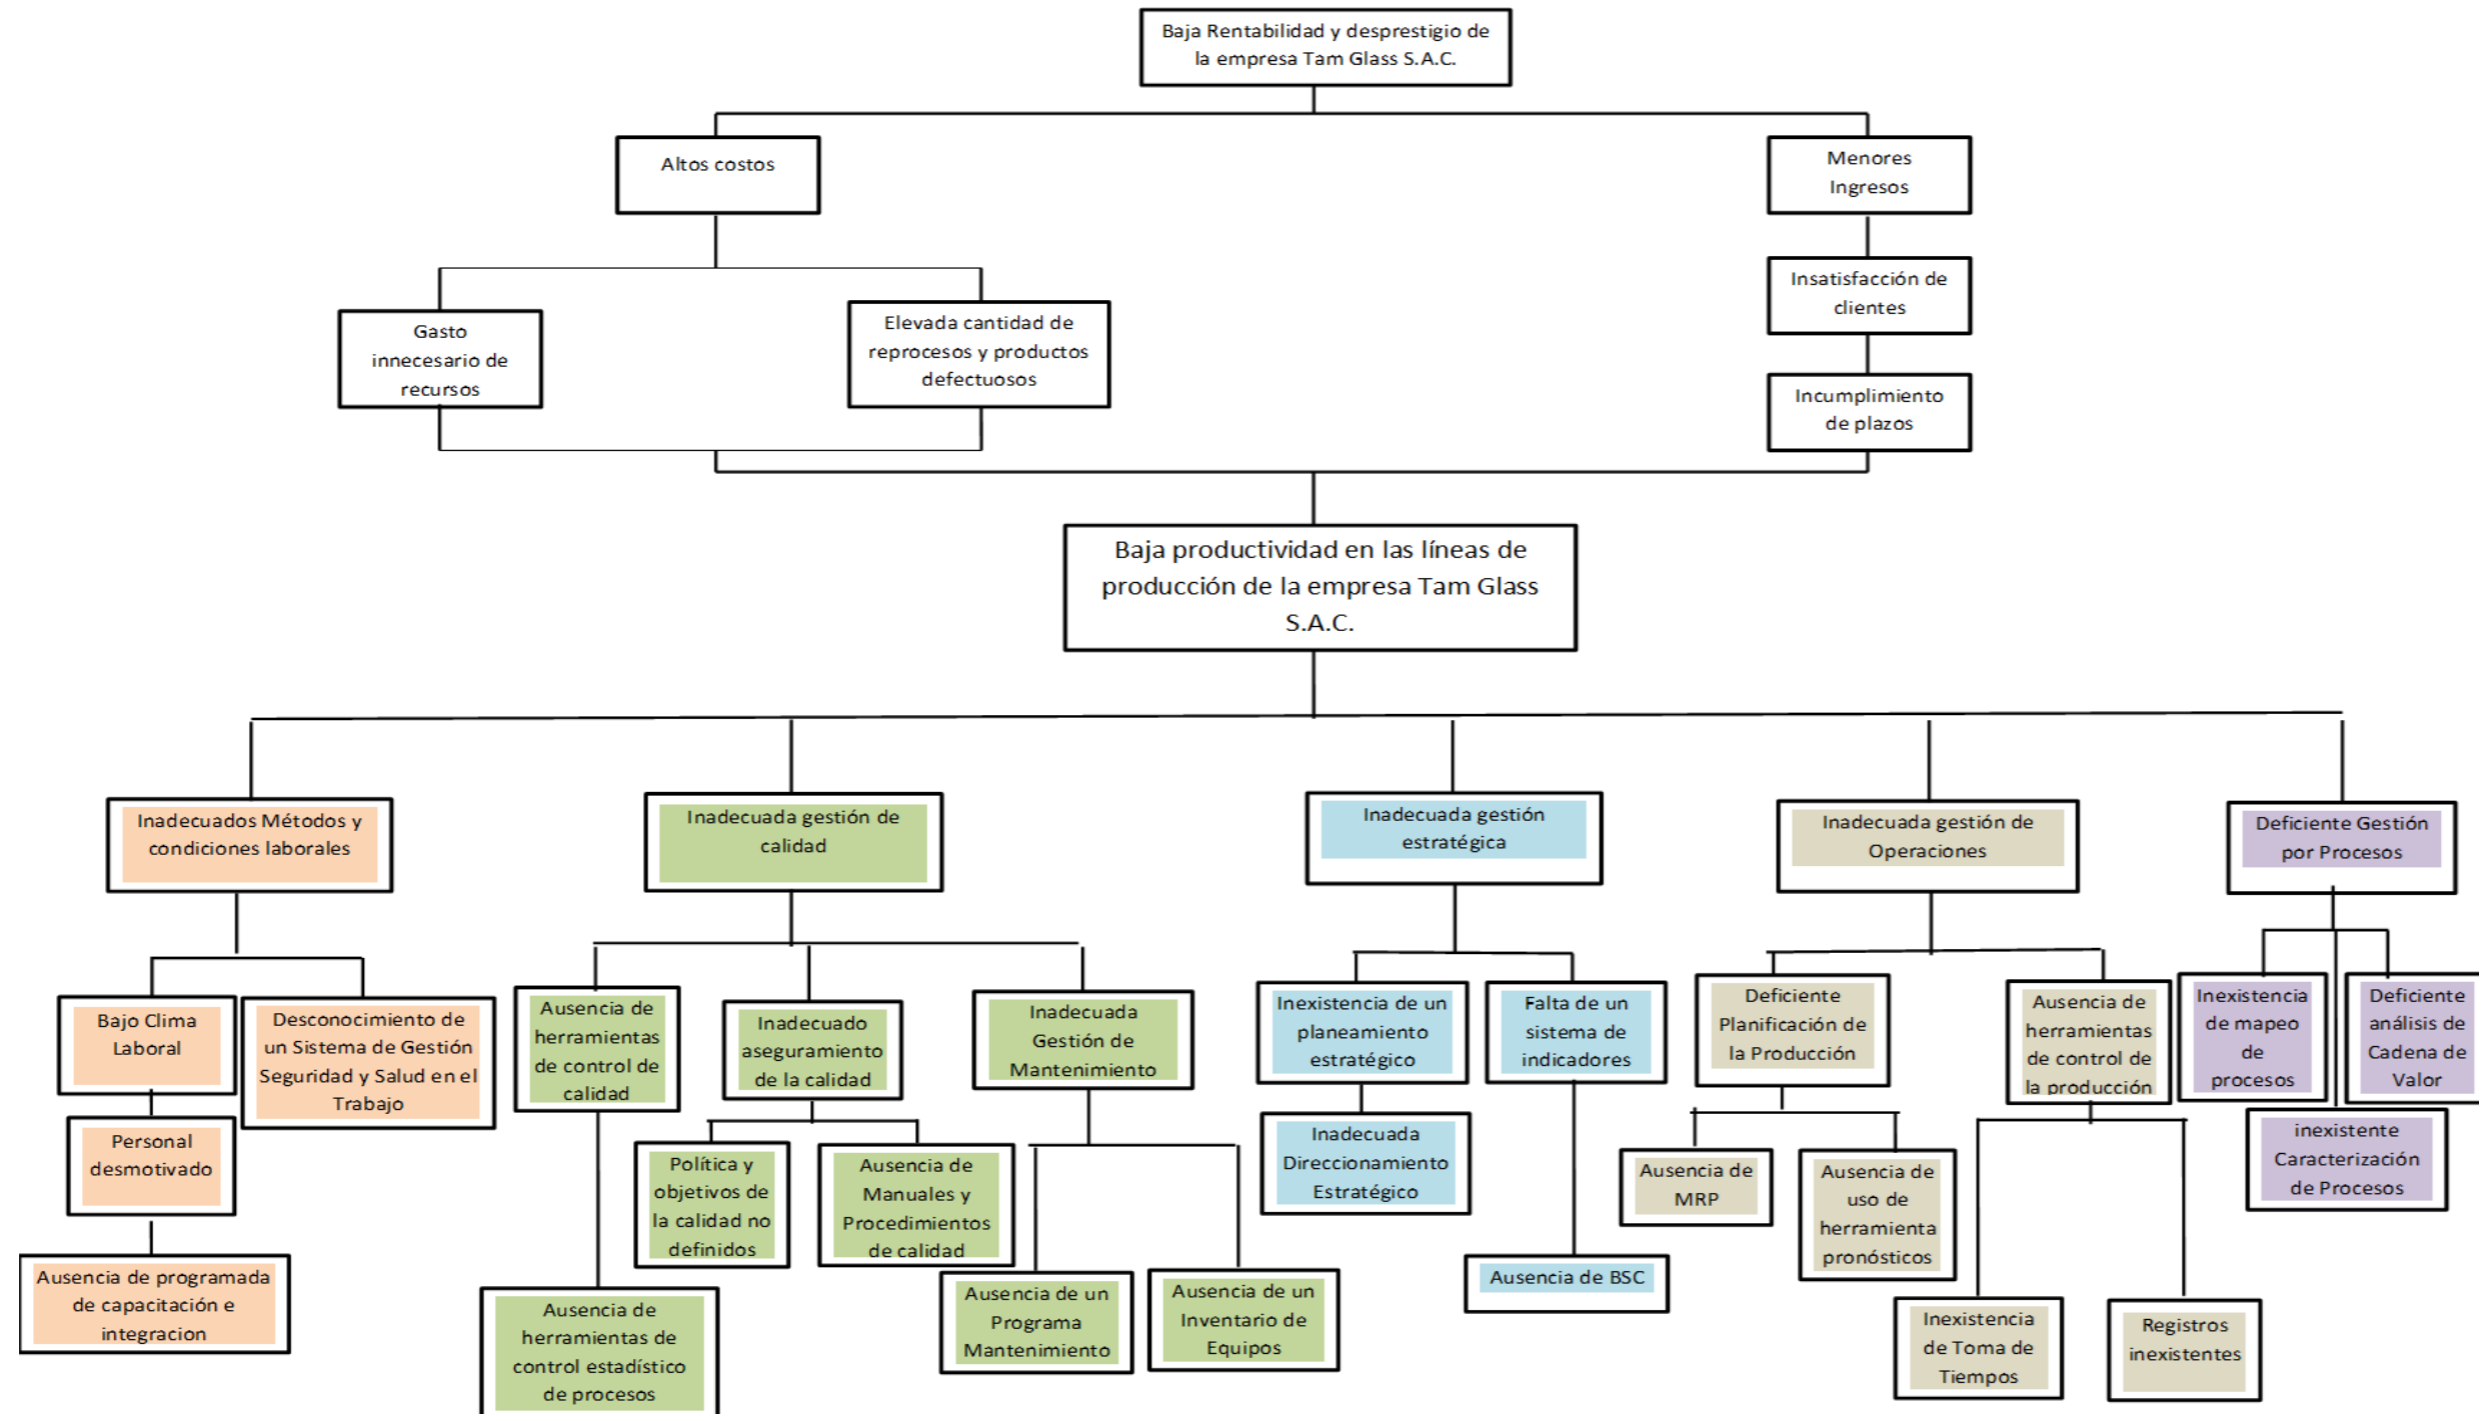 Baja Rentabilidad y desprestigio de
la empresa Tam Glass S.A.C.
Altos costos
Menores
Ingresos
Gasto
innecesario de
recursos
Elevada cantidad de
reprocesos y productos
defectuosos
Insatisfacción de
clientes
Incumplimiento
de plazos
Baja productividad en las líneas de
producción de la empresa Tam Glass
S.A.C.
Inadecuados Métodos y
condiciones laborales
Inadecuada gestión de
calidad
Inadecuada gestión
estratégica
Inadecuada gestión de
Operaciones
Deficiente Gestión
por Procesos
Bajo Clima
Laboral
Desconocimiento de
un Sistema de Gestión
Seguridad y Salud en el
Trabajo
Ausencia de
herramientas
de control de
calidad
Inadecuado
aseguramiento
de la calidad
Inadecuada
Gestión de
Mantenimiento
Inexistencia de un
planeamiento
estratégico
Falta de un
sistema de
indicadores
Deficiente
Planificación de
la Producción
Ausencia de
herramientas
de control de
la producción
Inexistencia
de mapeo
de
procesos
Deficiente
análisis de
Cadena de
Valor
Personal
desmotivado
Política y
objetivos de
la calidad no
definidos
Ausencia de
Manuales y
Procedimientos
de calidad
Inadecuada
Direccionamiento
Estratégico
Ausencia de
MRP
Ausencia de
uso de
herramienta
pronósticos
inexistente
Caracterización
de Procesos
Ausencia de programada
de capacitación e
integracion
Ausencia de
herramientas de
control estadístico
de procesos
Ausencia de un
Programa
Mantenimiento
Ausencia de un
Inventario de
Equipos
Ausencia de BSC
Inexistencia
de Toma de
Tiempos
Registros
inexistentes